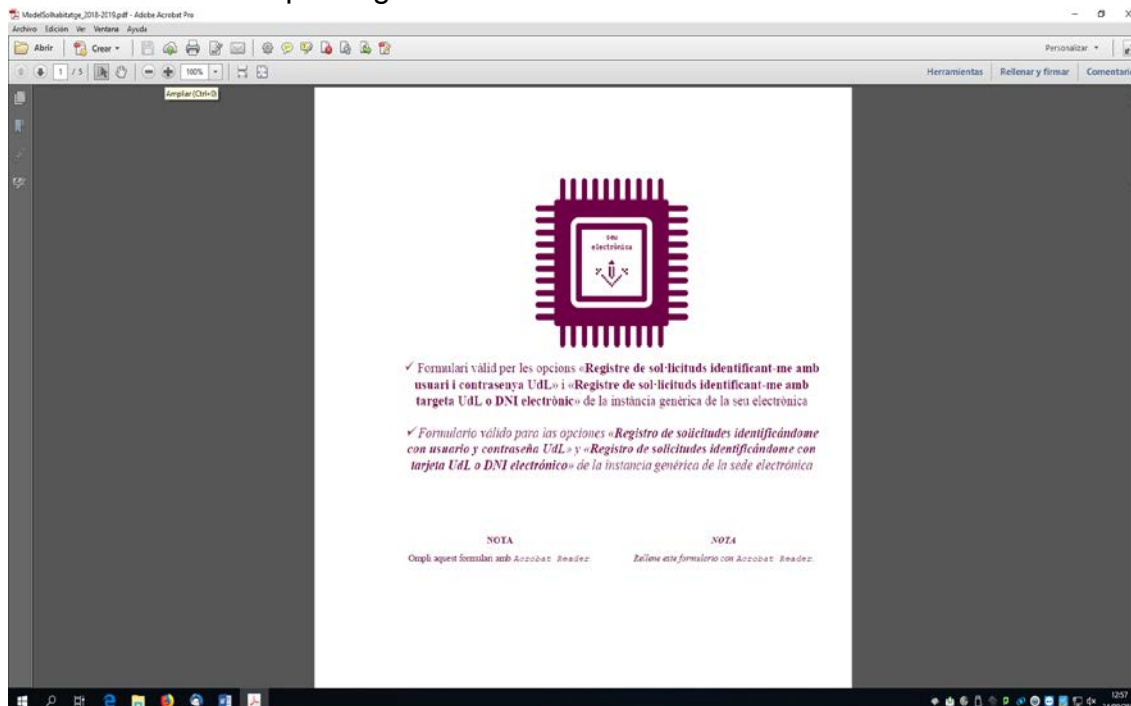 ModelSolhabitatge_2018-2019.pdf - Adobe Acrobat Pro
Archivo Edición Ver Ventana Ayuda
Abrir Crear Personalizar
1 / 5 100% Herramientas Rellenar y firmar Comentario
Ampliar (Ctrl+I)
seu
electrònica
✓ Formulari vàlid per les opcions «Registre de sol·licituds identificant-me amb
usuari i contrasenya UdL» i «Registre de sol·licituds identificant-me amb
targeta UdL o DNI electrònic» de la instància genèrica de la seu electrònica
✓ Formulario válido para las opciones «Registro de solicitudes identificándome
con usuario y contraseña UdL» y «Registro de solicitudes identificándome con
tarjeta UdL o DNI electrónico» de la instancia genérica de la sede electrónica
NOTA
Ompli aquest formulari amb Acrobat Reader
NOTA
Rellene este formulario con Acrobat Reader.
12:57